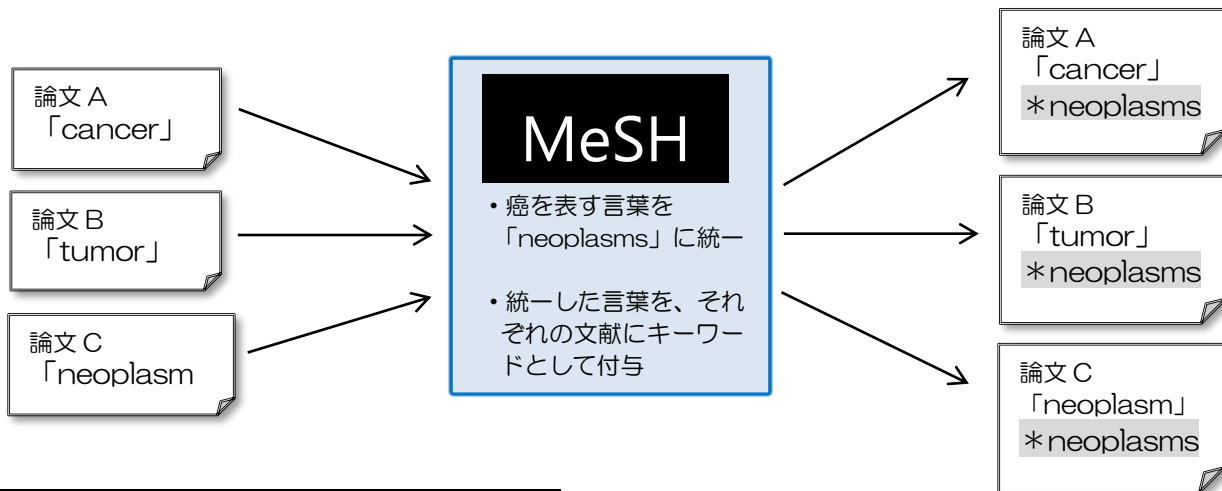 論文A
「cancer」
論文B
「tumor」
論文C
「neoplasm
MeSH
・癌を表す言葉を
「neoplasms」に統一
・統一した言葉を、それ
ぞれの文献にキーワー
ドとして付与
論文A
「cancer」
＊neoplasms
論文B
「tumor」
＊neoplasms
論文C
「neoplasm」
＊neoplasms